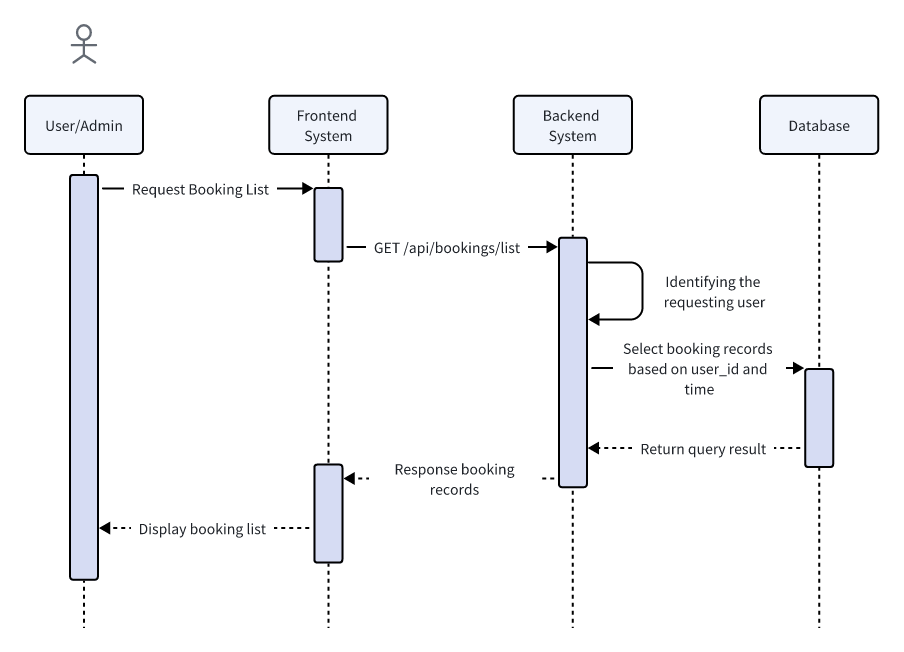 User/Admin
Frontend
System
Backend
System
Database
Request Booking List
GET /api/bookings/list
Identifying the
requesting user
Select booking records
based on user_id and
time
Return query result
Response booking
records
Display booking list